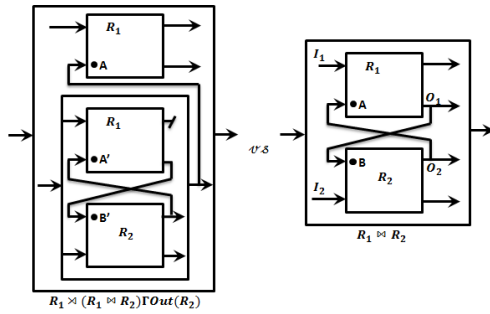 R₁
A
R₁
A'
B'
R₂
R₁ ⋊ (R₁ ⋈ R₂)ΓOut(R₂)
vs
I₁
R₁
A
O₁
B
O₂
I₂
R₂
R₁ ⋈ R₂